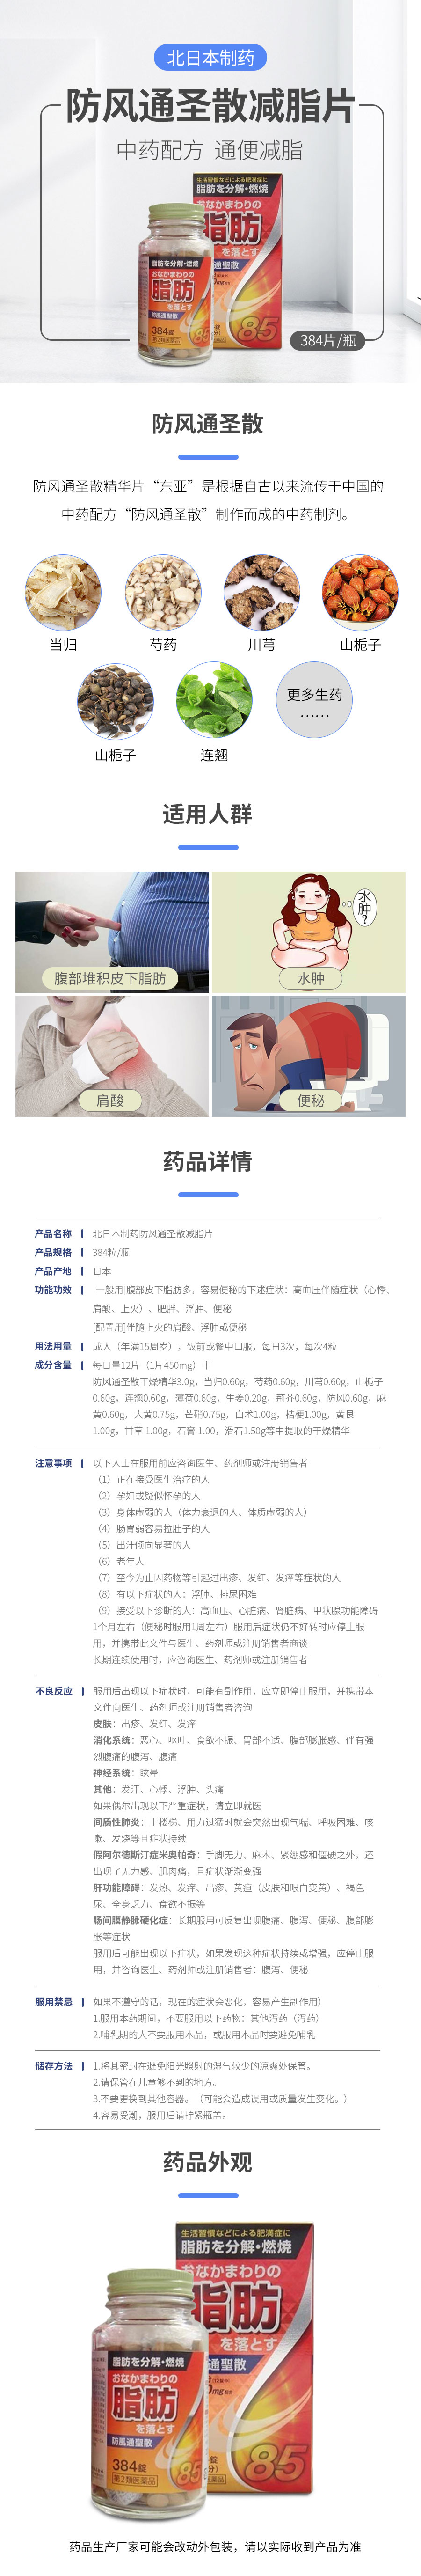 北日本制药
防风通圣散减脂片
中药配方 通便减脂
生活習慣などによる肥満症に
脂肪を分解・燃焼
おなかまわりの
脂肪
を落とす
防風通聖散
384錠
第2類医薬品
85
384片/瓶
防风通圣散
防风通圣散精华片“东亚”是根据自古以来流传于中国的
中药配方“防风通圣散”制作而成的中药制剂。
当归
芍药
川芎
山栀子
山栀子
连翘
更多生药
……
适用人群
腹部堆积皮下脂肪
水肿?
水肿
肩酸
便秘
药品详情
产品名称 北日本制药防风通圣散减脂片
产品规格 384粒/瓶
产品产地 日本
功能功效 [一般用]腹部皮下脂肪多，容易便秘的下述症状：高血压伴随症状（心悸、
肩酸、上火）、肥胖、浮肿、便秘
[配置用]伴随上火的肩酸、浮肿或便秘
用法用量 成人（年满15周岁），饭前或餐中口服，每日3次，每次4粒
成分含量 每日量12片（1片450mg）中
防风通圣散干燥精华3.0g，当归0.60g，芍药0.60g，川芎0.60g，山栀子
0.60g，连翘0.60g，薄荷0.60g，生姜0.20g，荊芥0.60g，防风0.60g，麻
黄0.60g，大黄0.75g，芒硝0.75g，白术1.00g，桔梗1.00g，黄艮
1.00g，甘草 1.00g，石膏 1.00，滑石1.50g等中提取的干燥精华
注意事项 以下人士在服用前应咨询医生、药剂师或注册销售者
（1）正在接受医生治疗的人
（2）孕妇或疑似怀孕的人
（3）身体虚弱的人（体力衰退的人、体质虚弱的人）
（4）肠胃弱容易拉肚子的人
（5）出汗倾向显著的人
（6）老年人
（7）至今为止因药物等引起过出疹、发红、发痒等症状的人
（8）有以下症状的人：浮肿、排尿困难
（9）接受以下诊断的人：高血压、心脏病、肾脏病、甲状腺功能障碍
1个月左右（便秘时服用1周左右）服用后症状仍不好转时应停止服
用，并携带此文件与医生、药剂师或注册销售者商谈
长期连续使用时，应咨询医生、药剂师或注册销售者
不良反应 服用后出现以下症状时，可能有副作用，应立即停止服用，并携带本
文件向医生、药剂师或注册销售者咨询
皮肤：出疹、发红、发痒
消化系统：恶心、呕吐、食欲不振、胃部不适、腹部膨胀感、伴有强
烈腹痛的腹泻、腹痛
神经系统：眩晕
其他：发汗、心悸、浮肿、头痛
如果偶尔出现以下严重症状，请立即就医
间质性肺炎：上楼梯、用力过猛时就会突然出现气喘、呼吸困难、咳
嗽、发烧等且症状持续
假阿尔德斯汀症米奥帕奇：手脚无力、麻木、紧绷感和僵硬之外，还
出现了无力感、肌肉痛，且症状渐渐变强
肝功能障碍：发热、发痒、出疹、黄疸（皮肤和眼白变黄）、褐色
尿、全身乏力、食欲不振等
肠间膜静脉硬化症：长期服用可反复出现腹痛、腹泻、便秘、腹部膨
胀等症状
服用后可能出现以下症状，如果发现这种症状持续或增强，应停止服
用，并咨询医生、药剂师或注册销售者：腹泻、便秘
服用禁忌 如果不遵守的话，现在的症状会恶化，容易产生副作用）
1.服用本药期间，不要服用以下药物：其他泻药（泻药）
2.哺乳期的人不要服用本品，或服用本品时要避免哺乳
储存方法 1.将其密封在避免阳光照射的湿气较少的凉爽处保管。
2.请保管在儿童够不到的地方。
3.不要更换到其他容器。（可能会造成误用或质量发生变化。）
4.容易受潮，服用后请拧紧瓶盖。
药品外观
生活習慣などによる肥満症に
脂肪を分解・燃焼
おなかまわりの
脂肪
を落とす
防風通聖散
384錠
第2類医薬品
85
药品生产厂家可能会改动外包装，请以实际收到产品为准